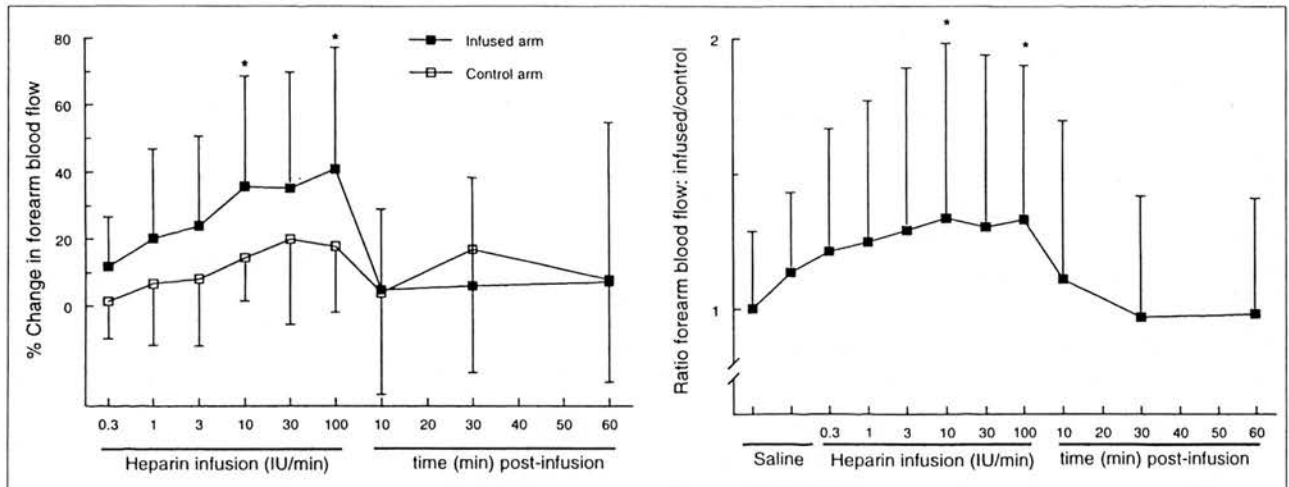 % Change in forearm blood flow
80
60
40
20
0
Infused arm
Control arm
*
*
0.3 1 3 10 30 100 10 20 30 40 50 60
Heparin infusion (IU/min) time (min) post-infusion
Ratio forearm blood flow: infused/control
2
1
*
*
0.3 1 3 10 30 100 10 20 30 40 50 60
Saline Heparin infusion (IU/min) time (min) post-infusion